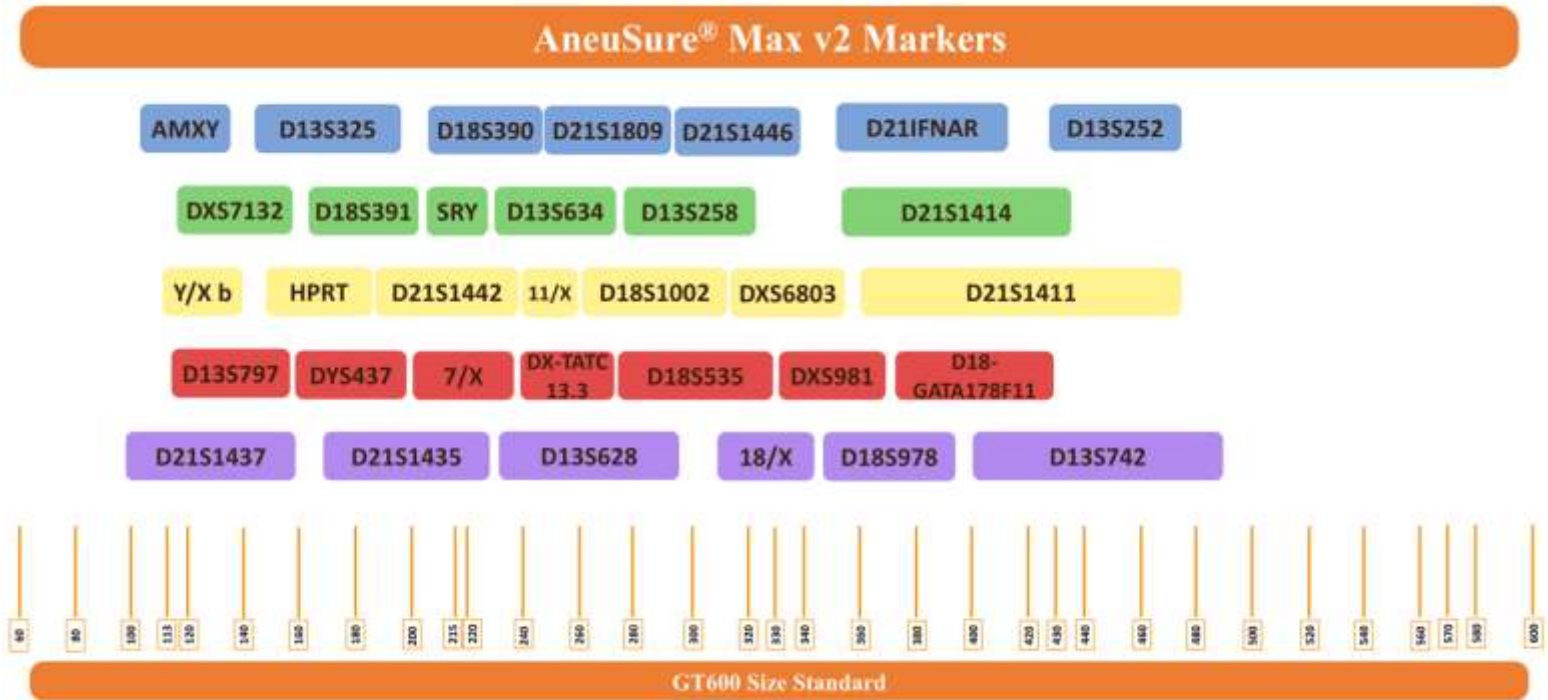 AneuSure® Max v2 Markers
AMXY D13S325 D18S390 D21S1809 D21S1446 D21IFNAR D13S252
DXS7132 D18S391 SRY D13S634 D13S258 D21S1414
Y/X b HPRT D21S1442 11/X D18S1002 DXS6803 D21S1411
D13S797 DYS437 7/X DX-TATC 13.3 D18S535 DXS981 D18-GATA178F11
D21S1437 D21S1435 D13S628 18/X D18S978 D13S742
60 80 100 113 120 140 160 180 200 215 220 240 260 280 300 320 330 340 360 380 400 420 430 440 460 480 500 520 540 560 570 580 600
GT600 Size Standard